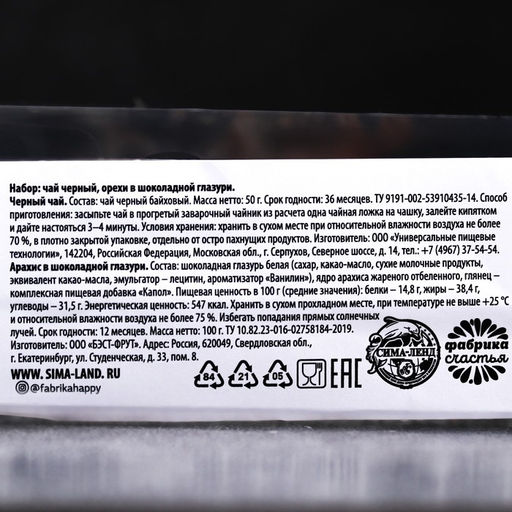 Набор: чай черный, орехи в шоколадной глазури.
Черный чай. Состав: чай черный байховый. Масса нетто: 50 г. Срок годности: 36 месяцев. ТУ 9191-002-53910435-14. Способ
приготовления: засыпьте чай в прогретый заварочный чайник из расчета одна чайная ложка на чашку, залейте кипятком
и дайте настояться 3–4 минуты. Условия хранения: хранить в сухом месте при относительной влажности воздуха не более
70 %, в плотно закрытой упаковке, отдельно от остро пахнущих продуктов. Изготовитель: ООО «Универсальные пищевые
технологии», 142204, Российская Федерация, Московская обл., г. Серпухов, Северное шоссе, д. 14, тел.: +7 (4967) 37-54-54.
Арахис в шоколадной глазури. Состав: шоколадная глазурь белая (сахар, какао-масло, сухие молочные продукты,
эквивалент какао-масла, эмульгатор – лецитин, ароматизатор «Ванилин»), ядро арахиса жареного отбеленного, глянец –
комплексная пищевая добавка «Капол». Пищевая ценность в 100 г (средние значения): белки – 14,8 г, жиры – 38,4 г,
углеводы – 31,5 г. Энергетическая ценность: 547 ккал. Хранить в сухом прохладном месте, при температуре не выше +25 °C
и относительной влажности воздуха не более 75 %. Избегать попадания прямых солнечных
лучей. Срок годности: 12 месяцев. Масса нетто: 100 г. ТУ 10.82.23-016-02758184-2019.
Изготовитель: ООО «БЭСТ-ФРУТ». Адрес: Россия, 620049, Свердловская обл.,
г. Екатеринбург, ул. Студенческая, д. 33, пом. 8.
WWW.SIMA-LAND.RU
@fabrikahappy
84 21 05 EAC
СИМА-ЛЕНД
фабрика
счастья